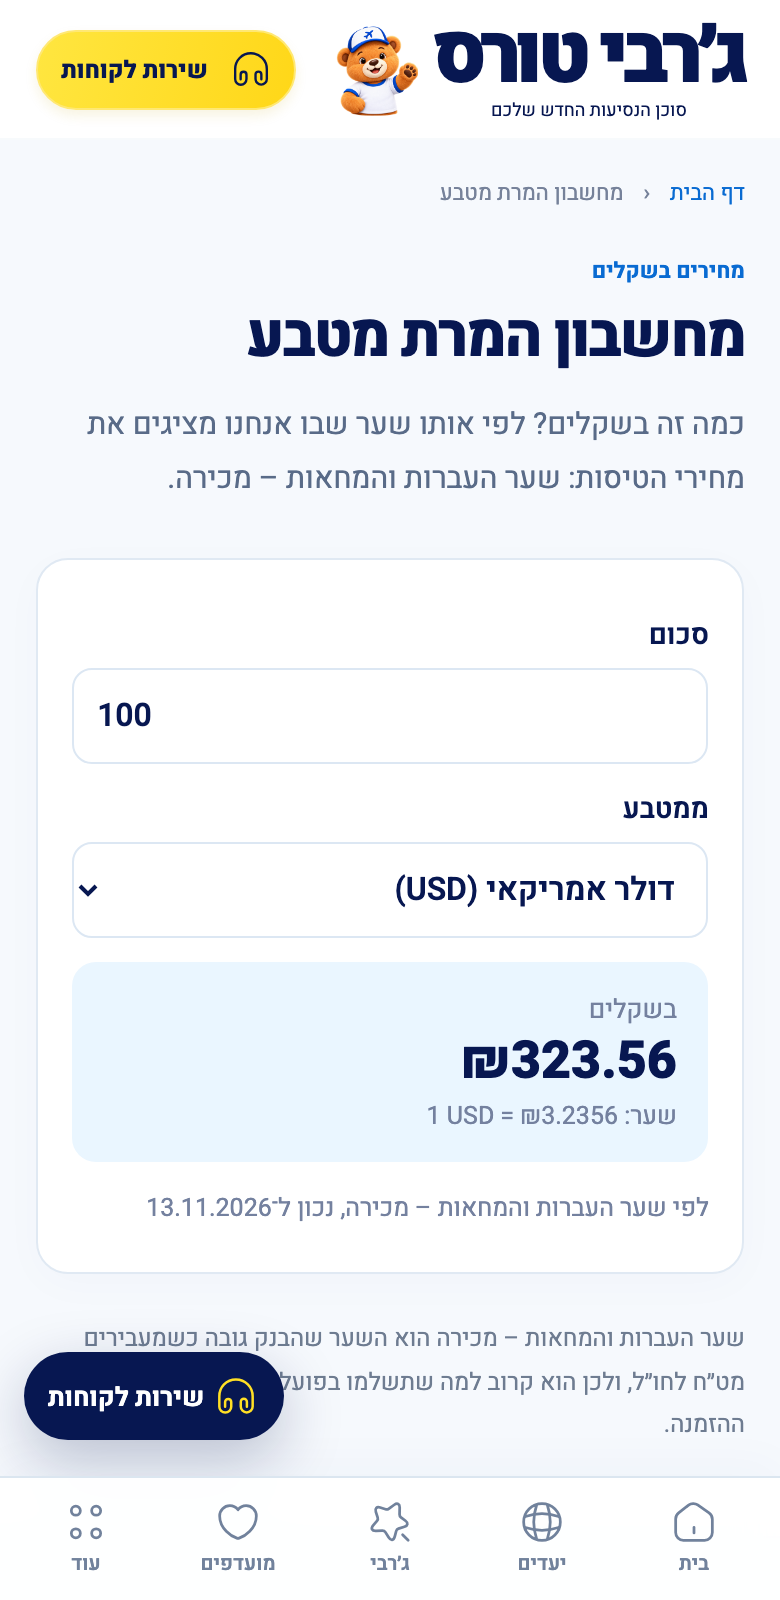 ג׳רבי טורס
סוכן הנסיעות החדש שלכם
שירות לקוחות
דף הבית ‹ מחשבון המרת מטבע
מחירים בשקלים
מחשבון המרת מטבע
כמה זה בשקלים? לפי אותו שער שבו אנחנו מציגים את
מחירי הטיסות: שער העברות והמחאות – מכירה.
סכום
100
ממטבע
דולר אמריקאי (USD)
בשקלים
₪323.56
שער: 1 USD = ₪3.2356
לפי שער העברות והמחאות – מכירה, נכון ל־13.11.2026
שער העברות והמחאות – מכירה הוא השער שהבנק גובה כשמעבירים
מט״ח לחו״ל, ולכן הוא קרוב למה שתשלמו בפועל
ההזמנה.
שירות לקוחות
בית
יעדים
ג׳רבי
מועדפים
עוד